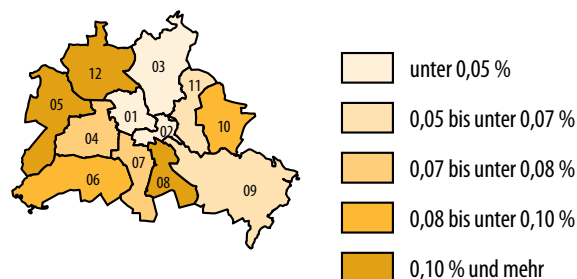 03
12
11
05
01
02
10
04
07
06
08
09
unter 0,05 %
0,05 bis unter 0,07 %
0,07 bis unter 0,08 %
0,08 bis unter 0,10 %
0,10 % und mehr